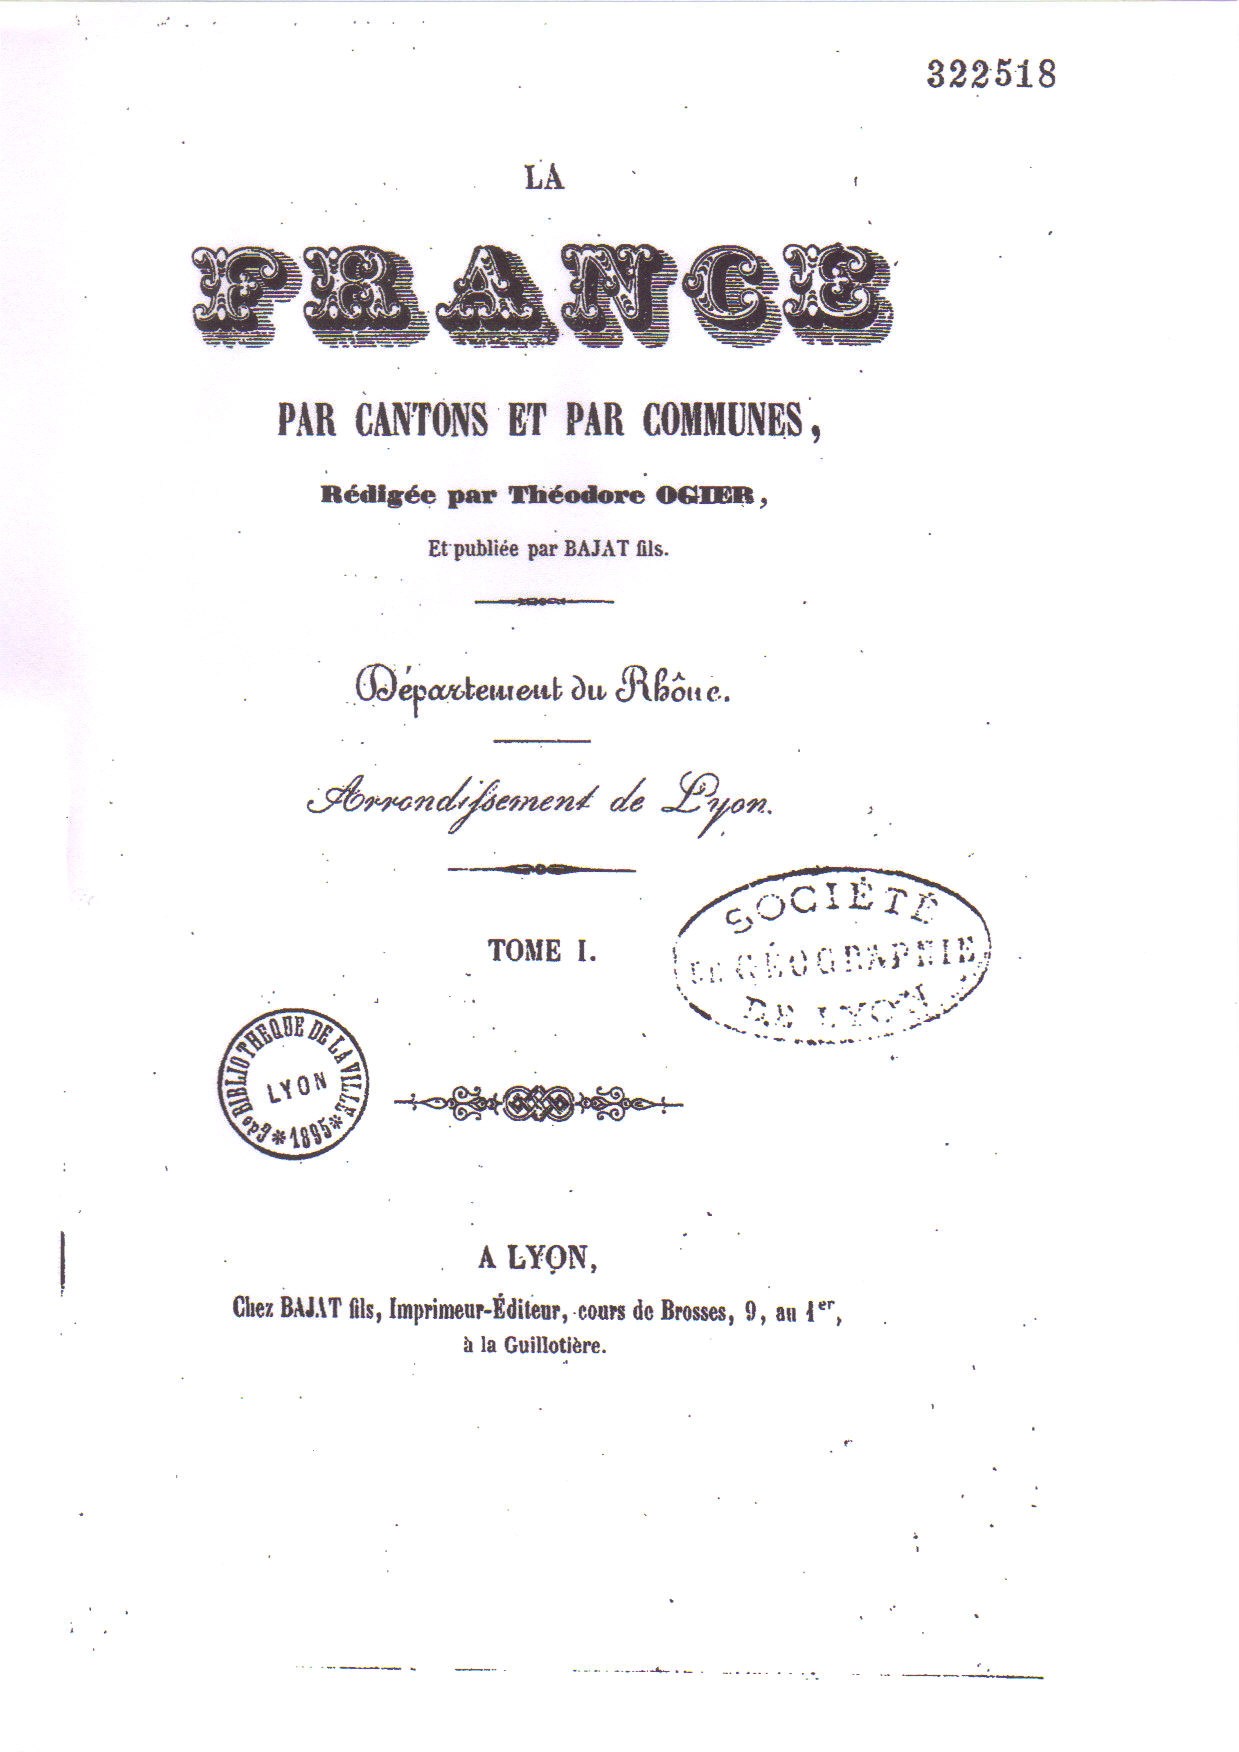 322518
LA
FRANCE
PAR CANTONS ET PAR COMMUNES,
Rédigée par Théodore OGIER,
Et publiée par BAJAT fils.
Département du Rhône.
Arrondissement de Lyon.
TOME I.
SOCIÉTÉ
DE GÉOGRAPHIE
DE LYON
BIBLIOTHEQUE DE LA VILLE
LYON
*1895*
A LYON,
Chez BAJAT fils, Imprimeur-Éditeur, cours de Brosses, 9, au 1er,
à la Guillotière.